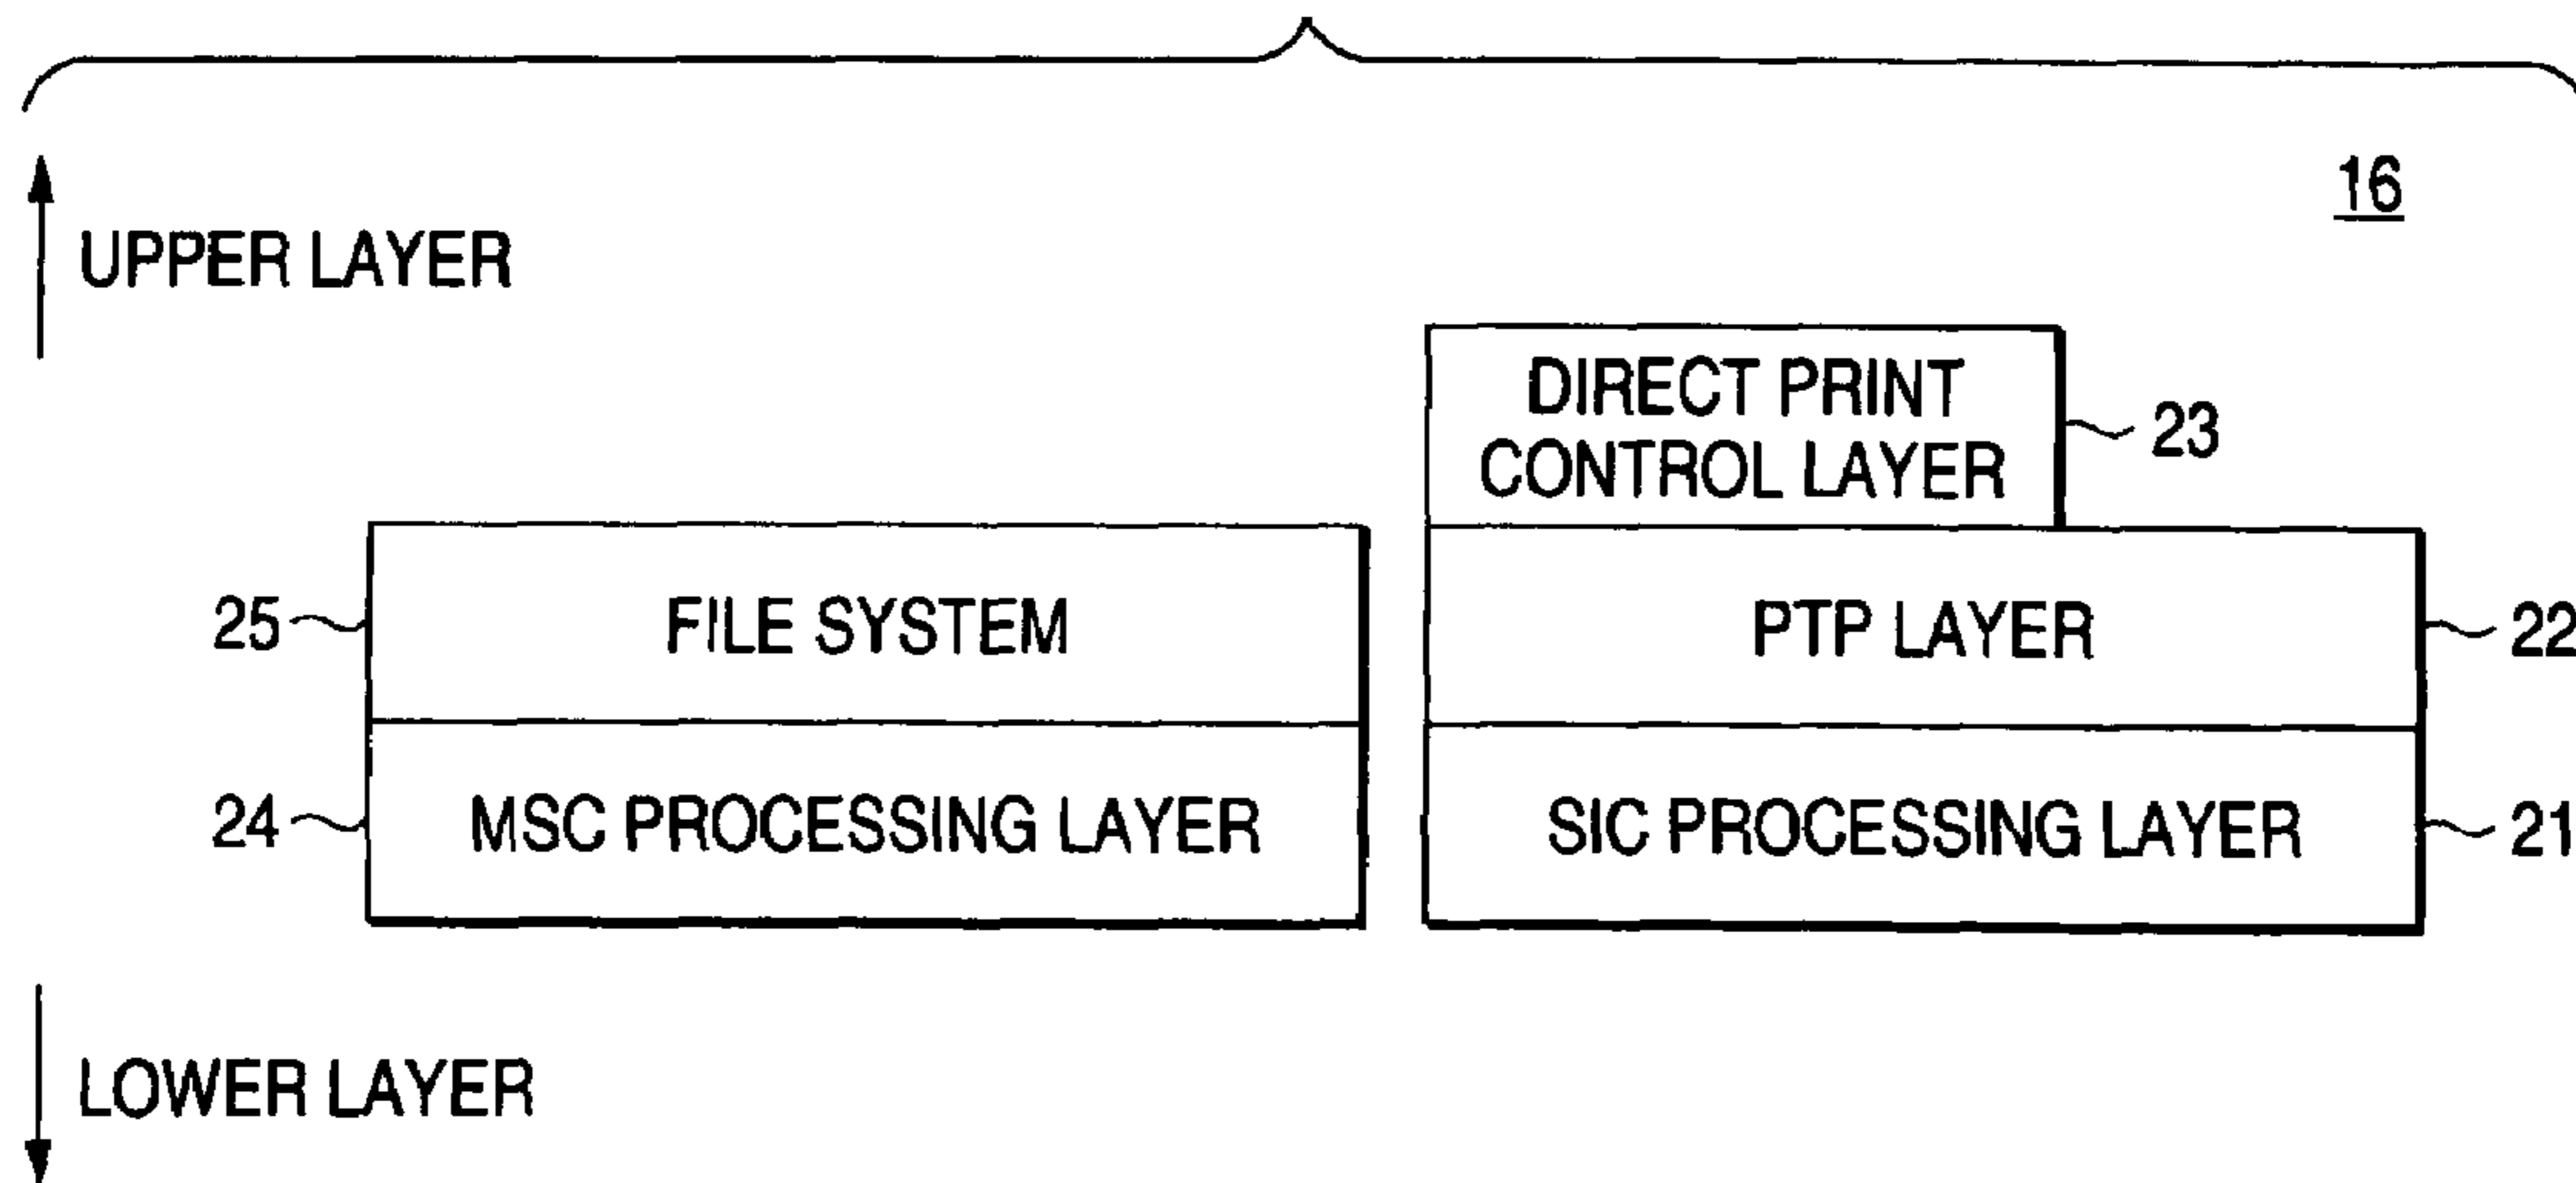 16
UPPER LAYER
DIRECT PRINT
CONTROL LAYER
23
25
FILE SYSTEM
PTP LAYER
22
24
MSC PROCESSING LAYER
SIC PROCESSING LAYER
21
LOWER LAYER